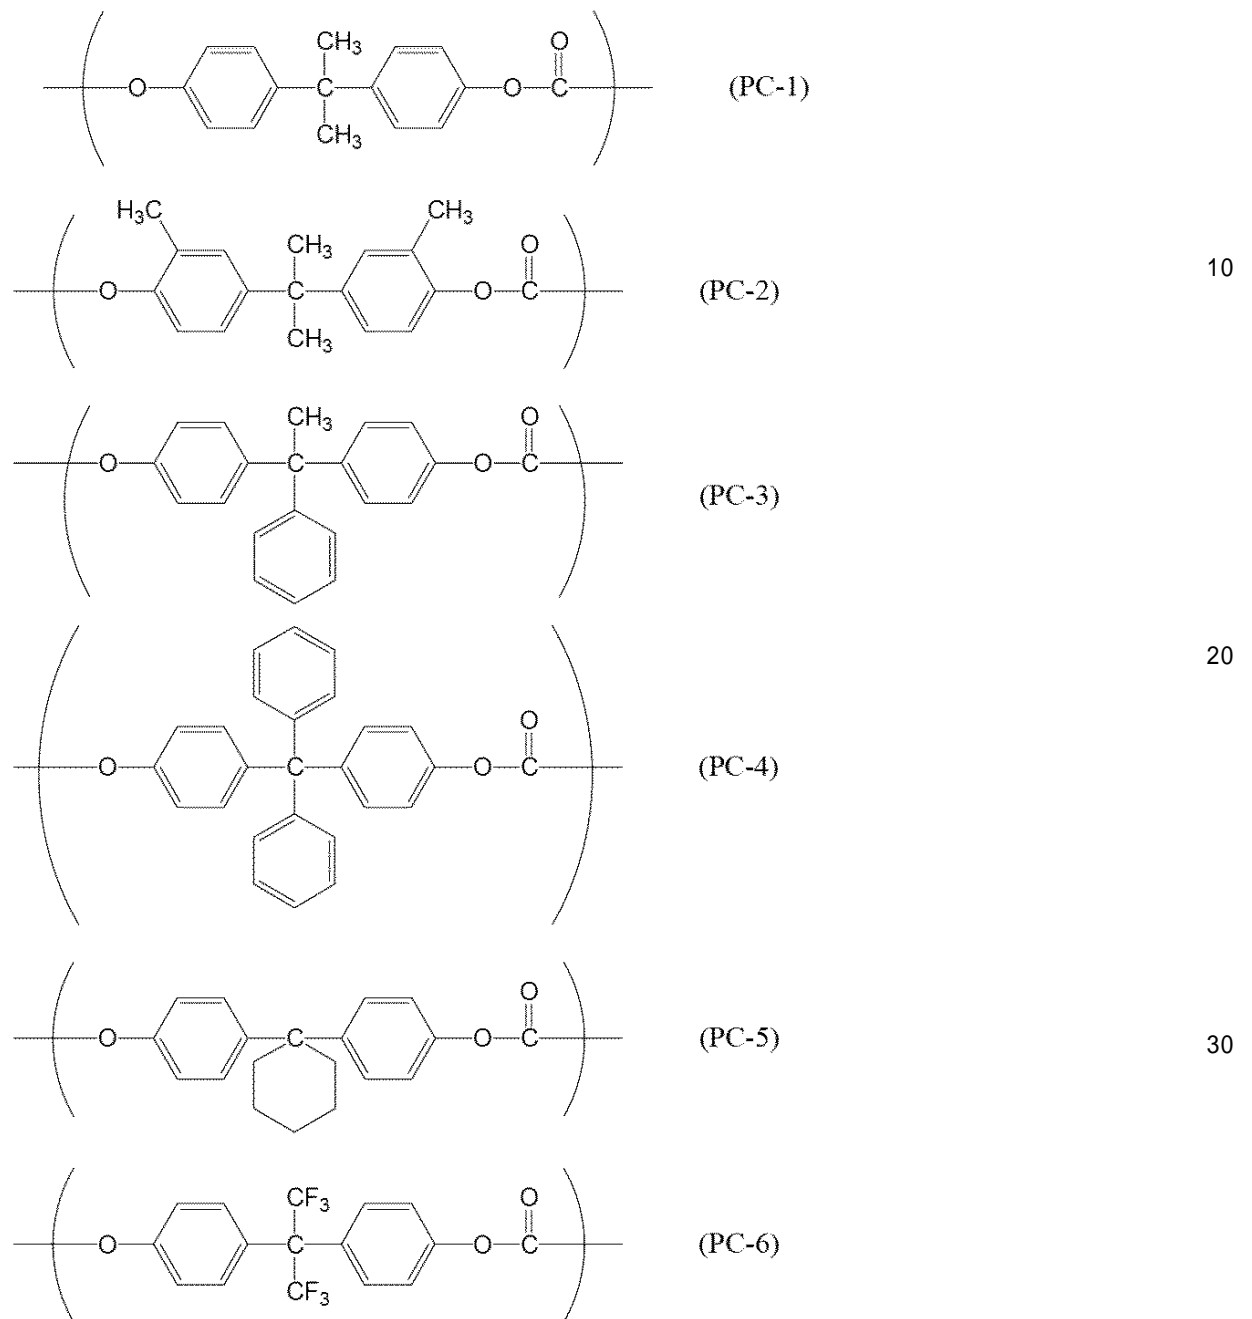 CH₃ O
O C O C (PC-1)
CH₃
H₃C CH₃ CH₃ O
O C O C (PC-2) 10
CH₃
CH₃ O
O C O C (PC-3)
20
O
O C O C (PC-4)
O
O C O C (PC-5) 30
CF₃ O
O C O C (PC-6)
CF₃